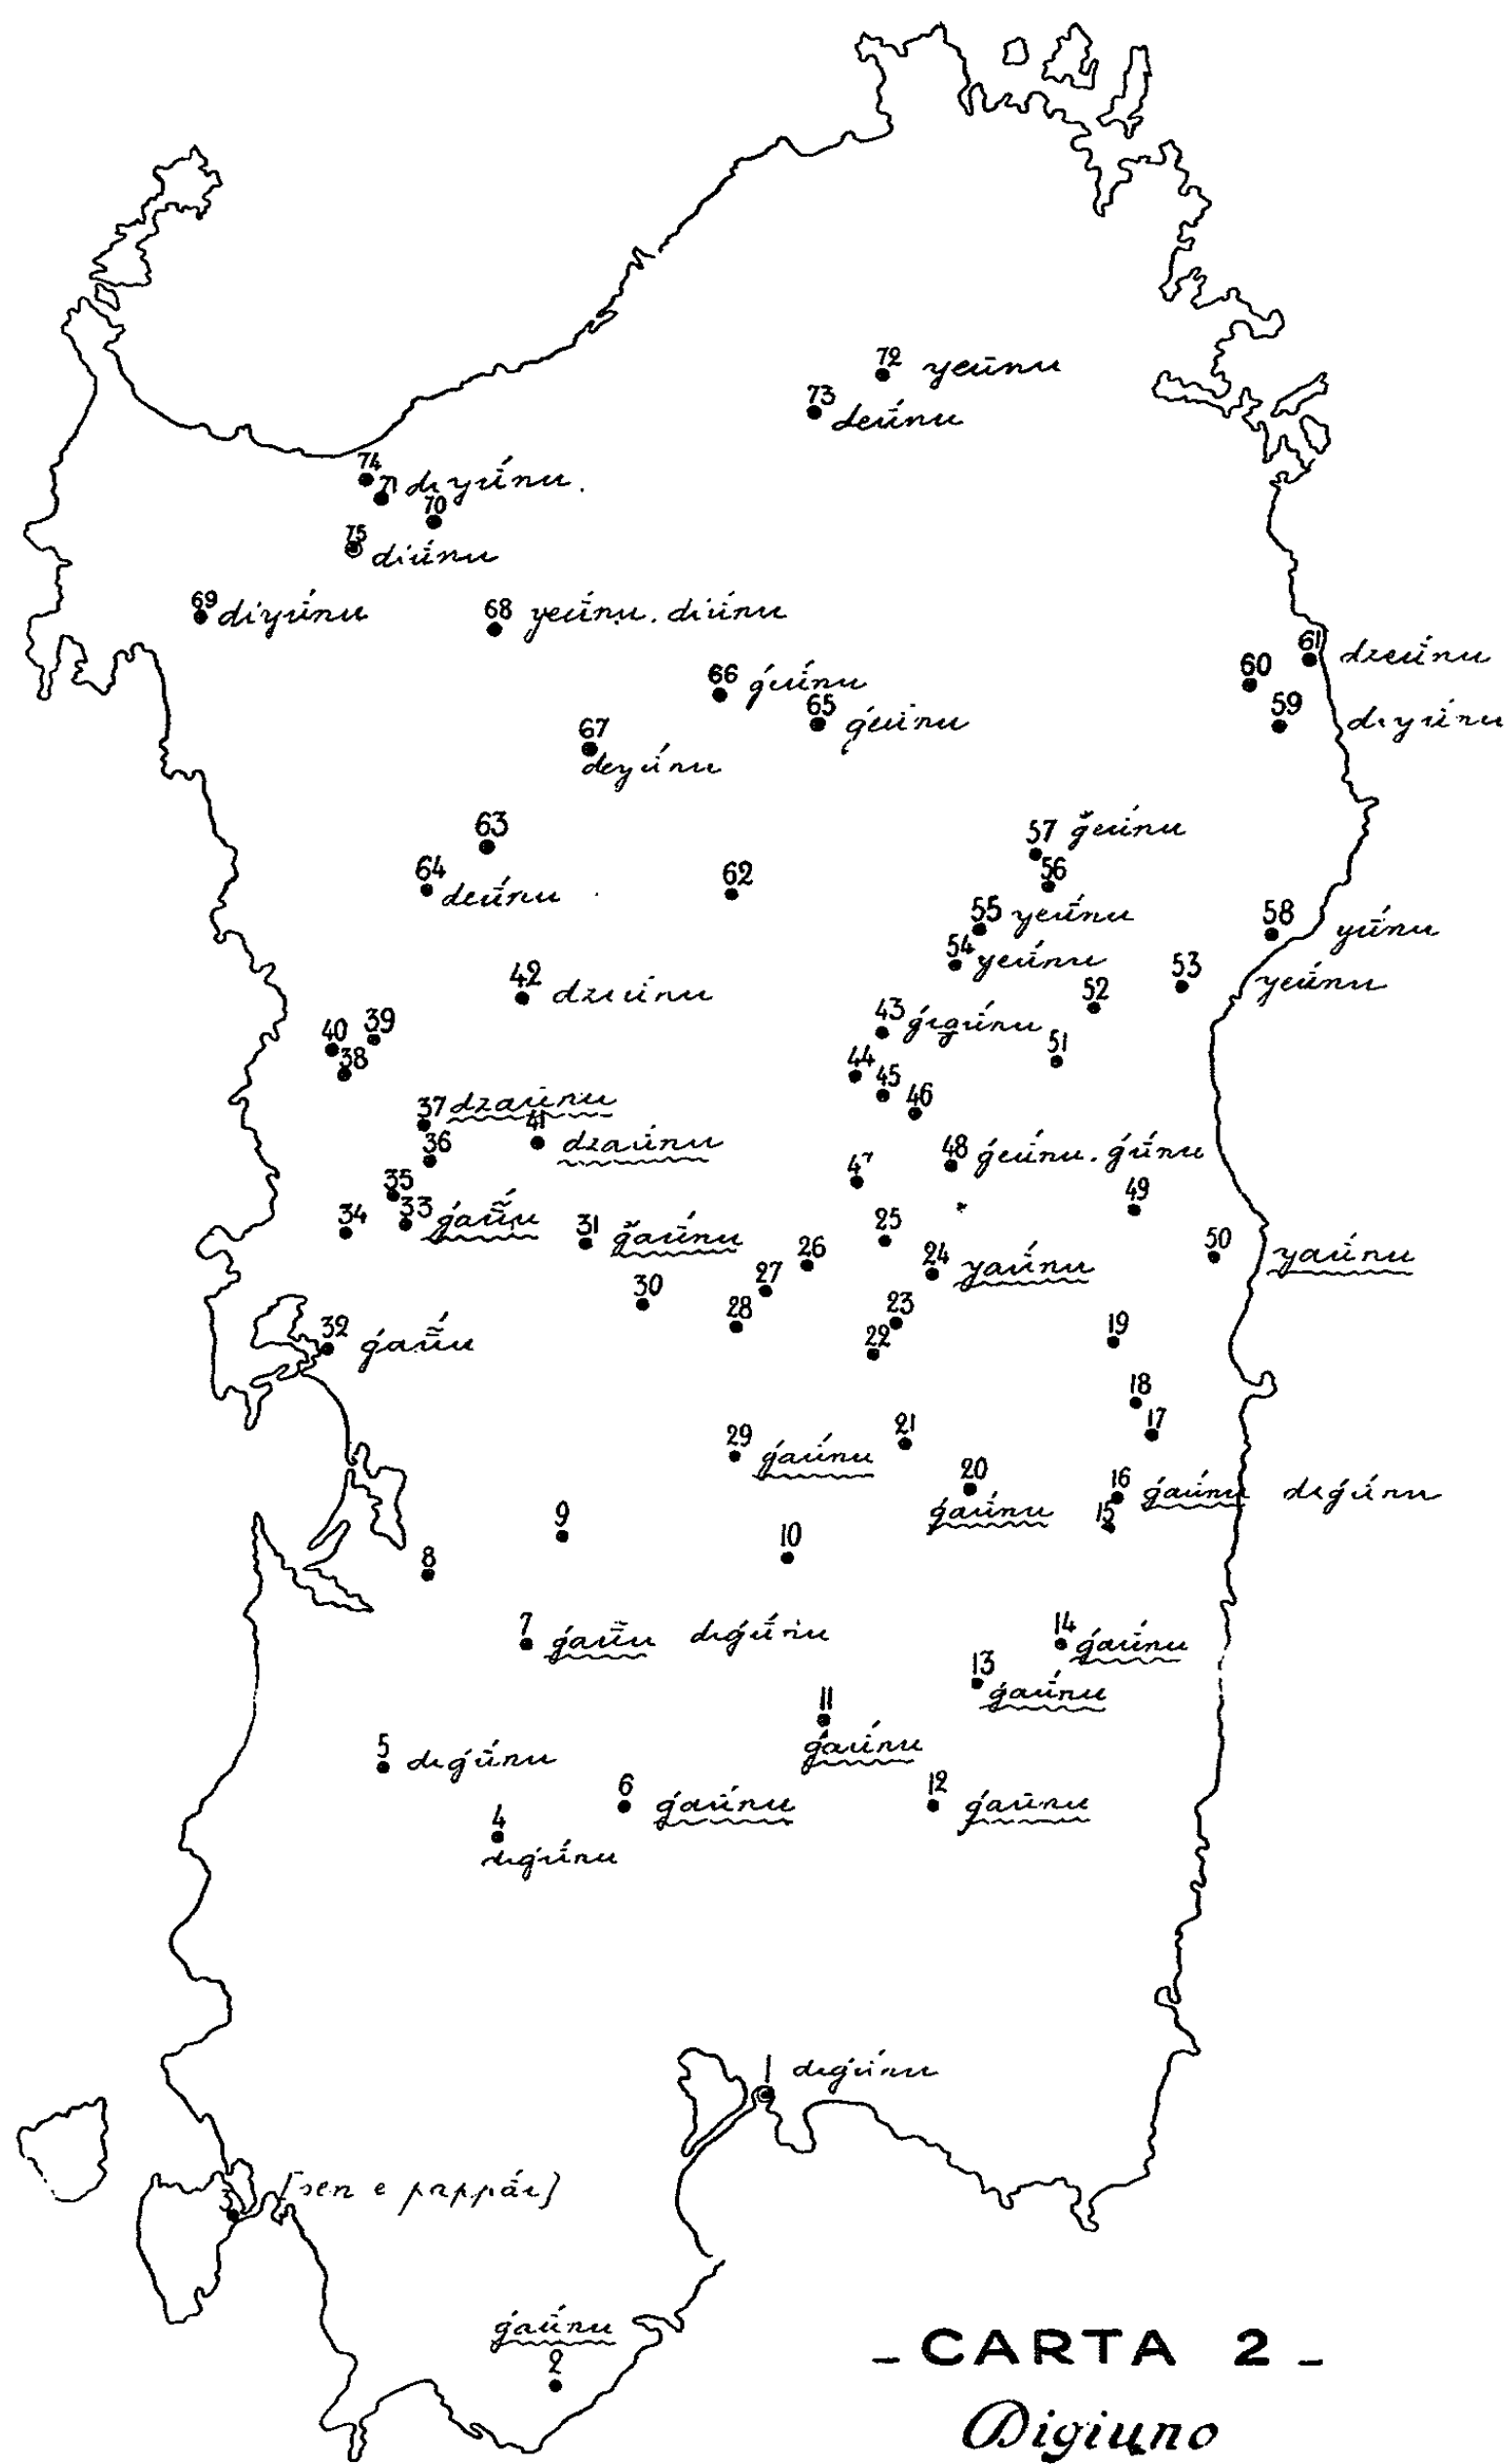 72 yeúnu
73 deúnu
74
71 diyúnu.
70
75 diúnu
69 diyúnu
68 yeúnu. diúnu
61 dzeúnu
60
66 ǵeúnu
65 ǵeúnu
59 diyúnu
67 deyúnu
63
57 ǧeúnu
64 deúnu
62
56
55 yeúnu
58 yúnu
54 yeúnu
53 yeúnu
42 dzeúnu
52
43 ǵiǵúnu
40
39
38
51
44
45
46
37 dzaúnu
41 dzaúnu
36
48 ǵeúnu. ǵúnu
47
35
33 ǵaṹu
34
31 ǧaúnu
49
25
26
24 yaúnu
50 yaúnu
27
30
28
23
32 ǵaṹu
22
19
18
17
29 ǵaúnu
21
20 ǵaúnu
16 ǵaúnu diǵúnu
15
9
10
8
7 ǵaṹu diǵúnu
14 ǵaúnu
13 ǵaúnu
11 ǵaúnu
5 diǵúnu
6 ǵaúnu
12 ǵaúnu
4 diǵúnu
1 diǵúnu
3 [sen e pappái]
ǵaúnu
2
- CARTA 2 -
Digiuno